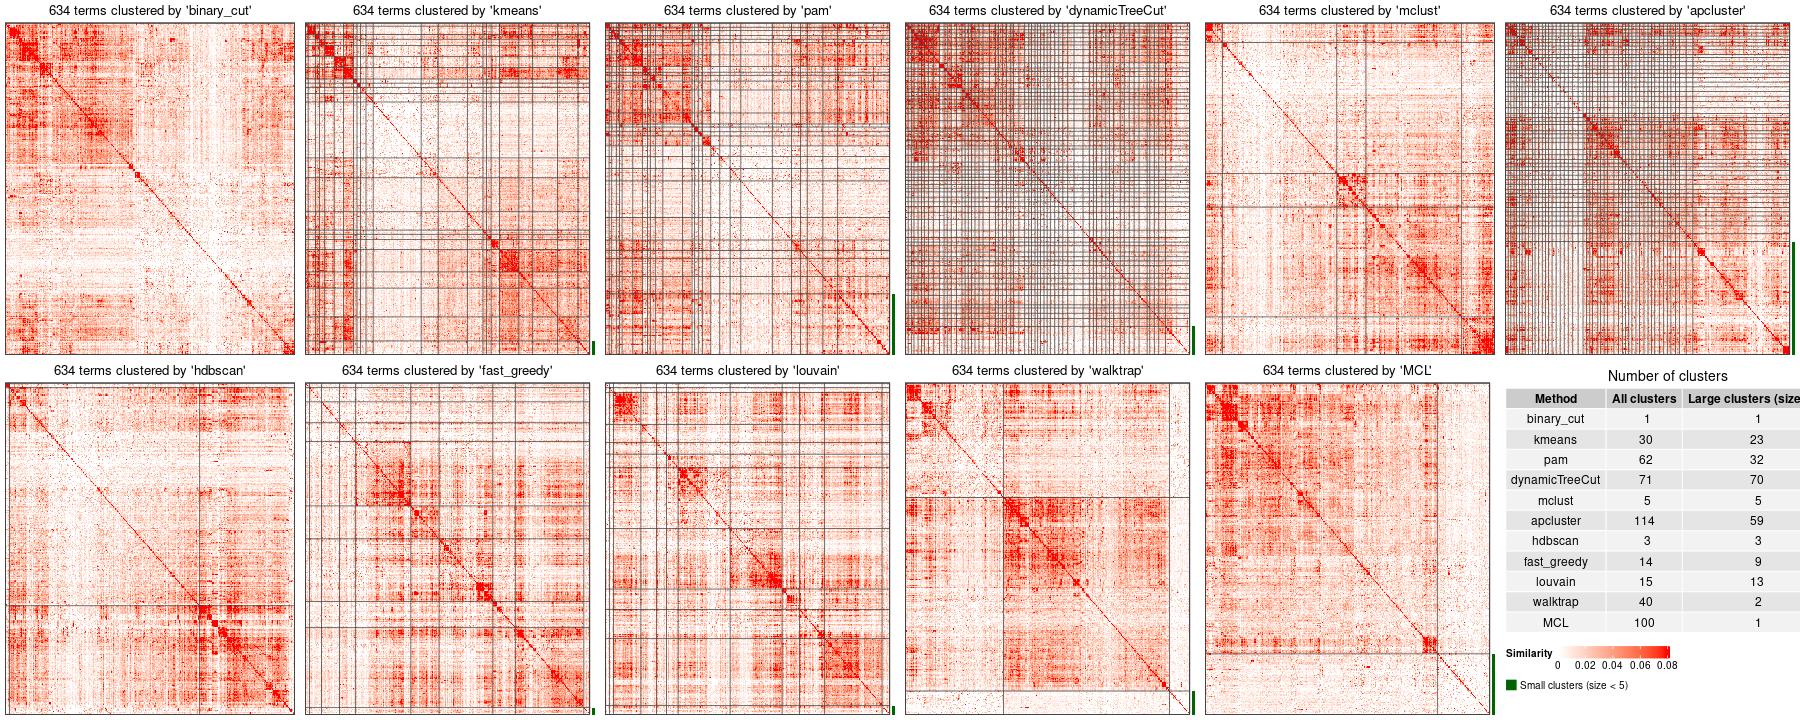 634 terms clustered by 'binary_cut'
634 terms clustered by 'kmeans'
634 terms clustered by 'pam'
634 terms clustered by 'dynamicTreeCut'
634 terms clustered by 'mclust'
634 terms clustered by 'apcluster'
634 terms clustered by 'hdbscan'
634 terms clustered by 'fast_greedy'
634 terms clustered by 'louvain'
634 terms clustered by 'walktrap'
634 terms clustered by 'MCL'
Number of clusters
Method All clusters Large clusters (size
binary_cut 1 1
kmeans 30 23
pam 62 32
dynamicTreeCut 71 70
mclust 5 5
apcluster 114 59
hdbscan 3 3
fast_greedy 14 9
louvain 15 13
walktrap 40 2
MCL 100 1
Similarity
0 0.02 0.04 0.06 0.08
Small clusters (size < 5)